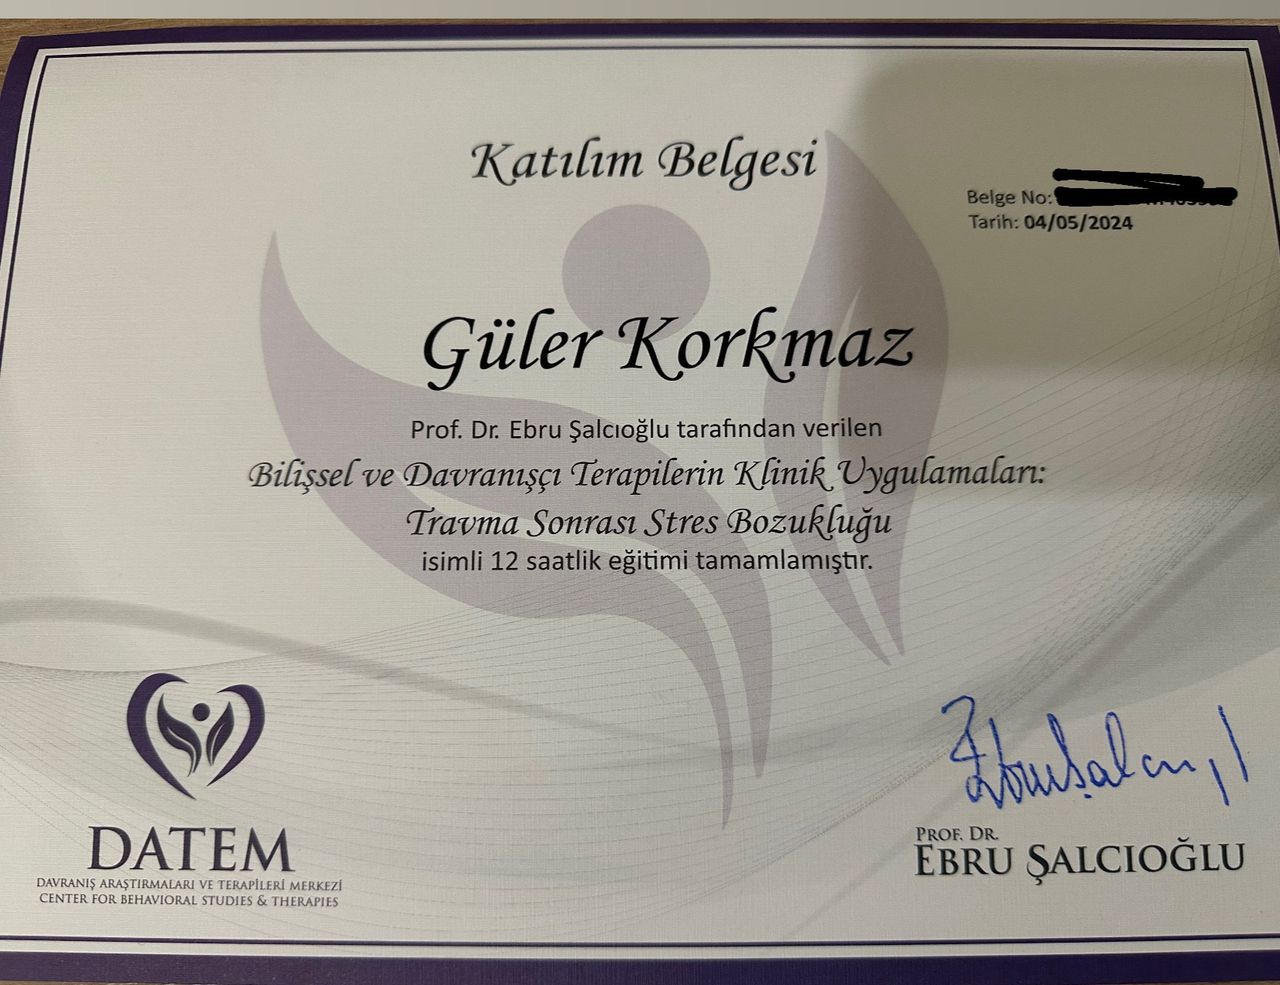 Katılım Belgesi
Belge No:
Tarih: 04/05/2024
Güler Korkmaz
Prof. Dr. Ebru Şalcıoğlu tarafından verilen
Bilişsel ve Davranışçı Terapilerin Klinik Uygulamaları:
Travma Sonrası Stres Bozukluğu
isimli 12 saatlik eğitimi tamamlamıştır.
DATEM
DAVRANIŞ ARAŞTIRMALARI VE TERAPİLERİ MERKEZİ
CENTER FOR BEHAVIORAL STUDIES & THERAPIES
PROF. DR.
EBRU ŞALCIOĞLU